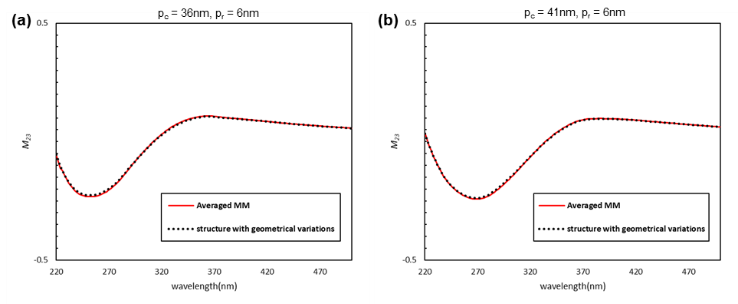 (a)
p꜀ = 36nm, pᵣ = 6nm
0.5
M₂₃
-0.5
Averaged MM
structure with geometrical variations
220 270 320 370 420 470
wavelength(nm)
(b)
p꜀ = 41nm, pᵣ = 6nm
0.5
M₂₃
-0.5
Averaged MM
structure with geometrical variations
220 270 320 370 420 470
wavelength(nm)